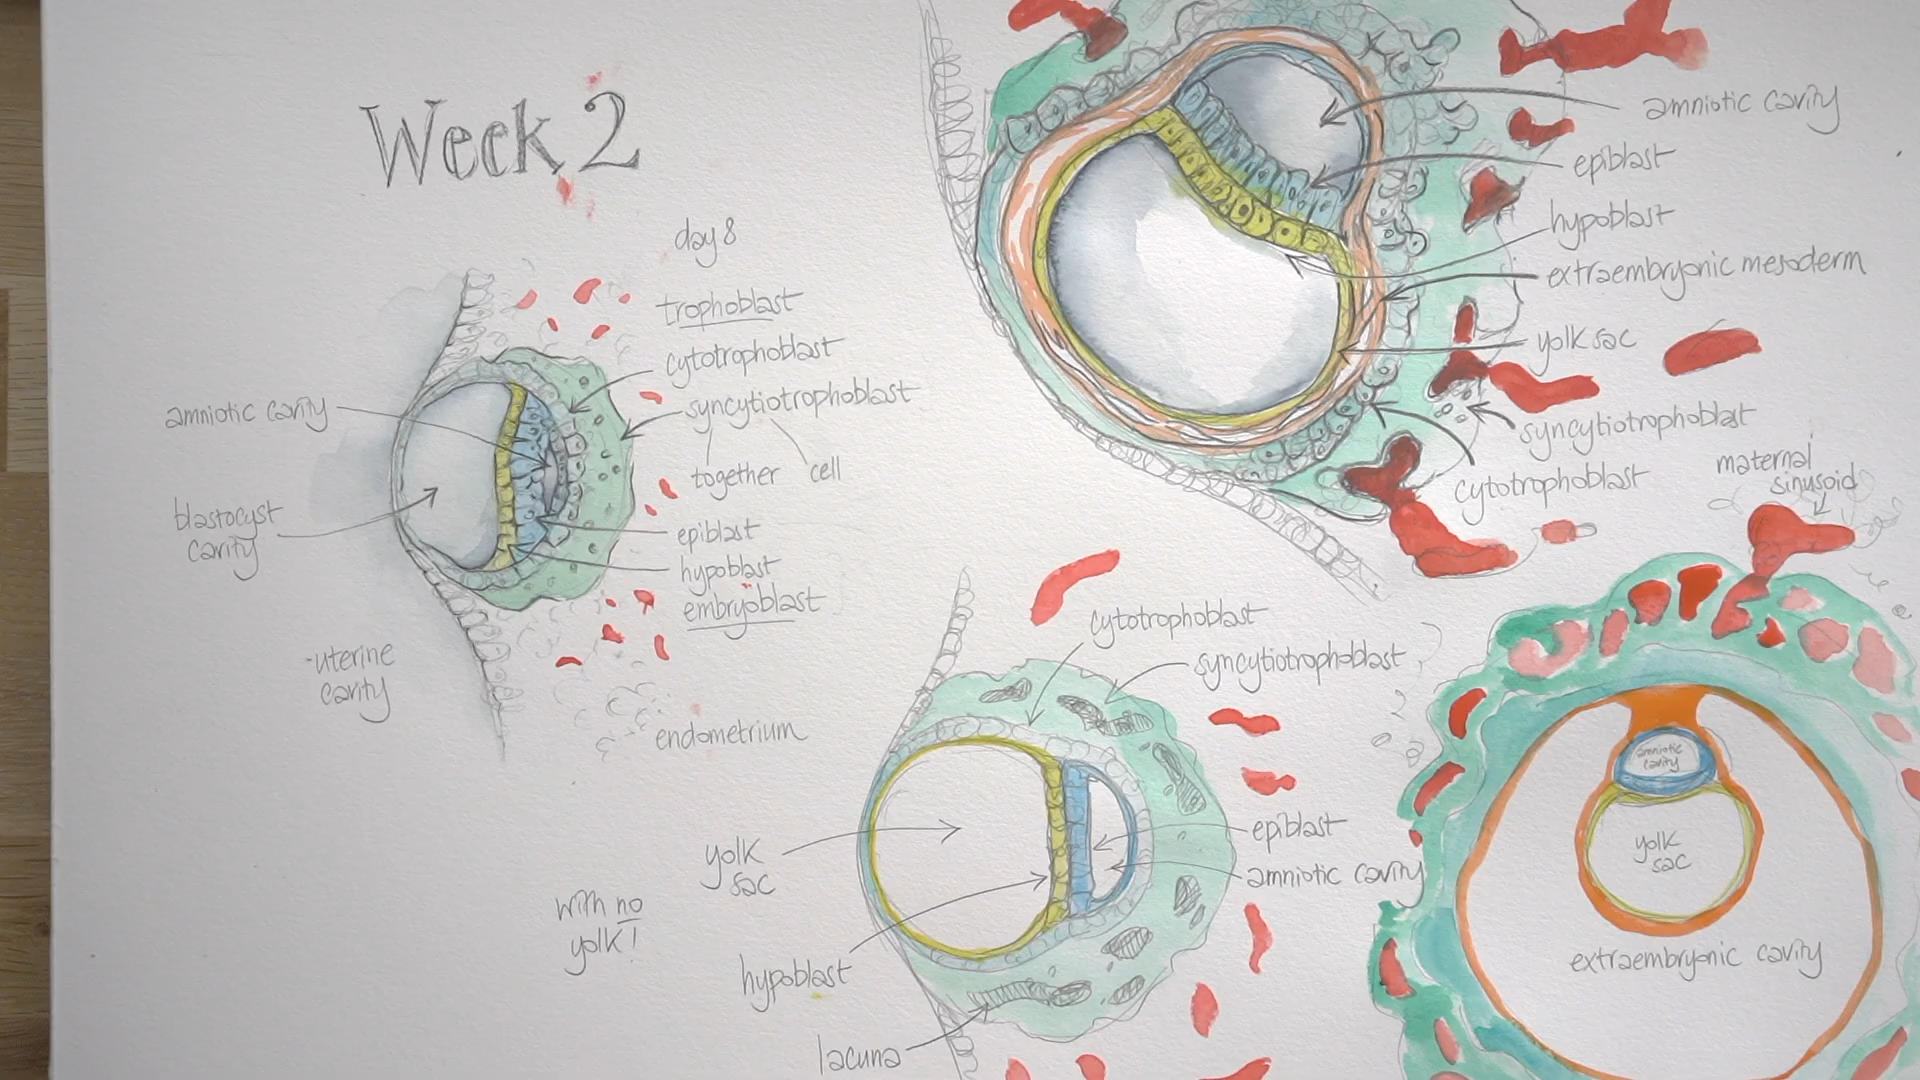 Week 2
day 8
trophoblast
cytotrophoblast
syncytiotrophoblast
together cell
amniotic cavity
blastocyst
cavity
epiblast
hypoblast
embryoblast
uterine
cavity
endometrium
amniotic cavity
epiblast
hypoblast
extraembryonic mesoderm
yolk sac
syncytiotrophoblast
cytotrophoblast
cytotrophoblast
syncytiotrophoblast
yolk
sac
with no
yolk!
epiblast
amniotic cavity
hypoblast
lacuna
maternal
sinusoid
amniotic
cavity
yolk
sac
extraembryonic cavity